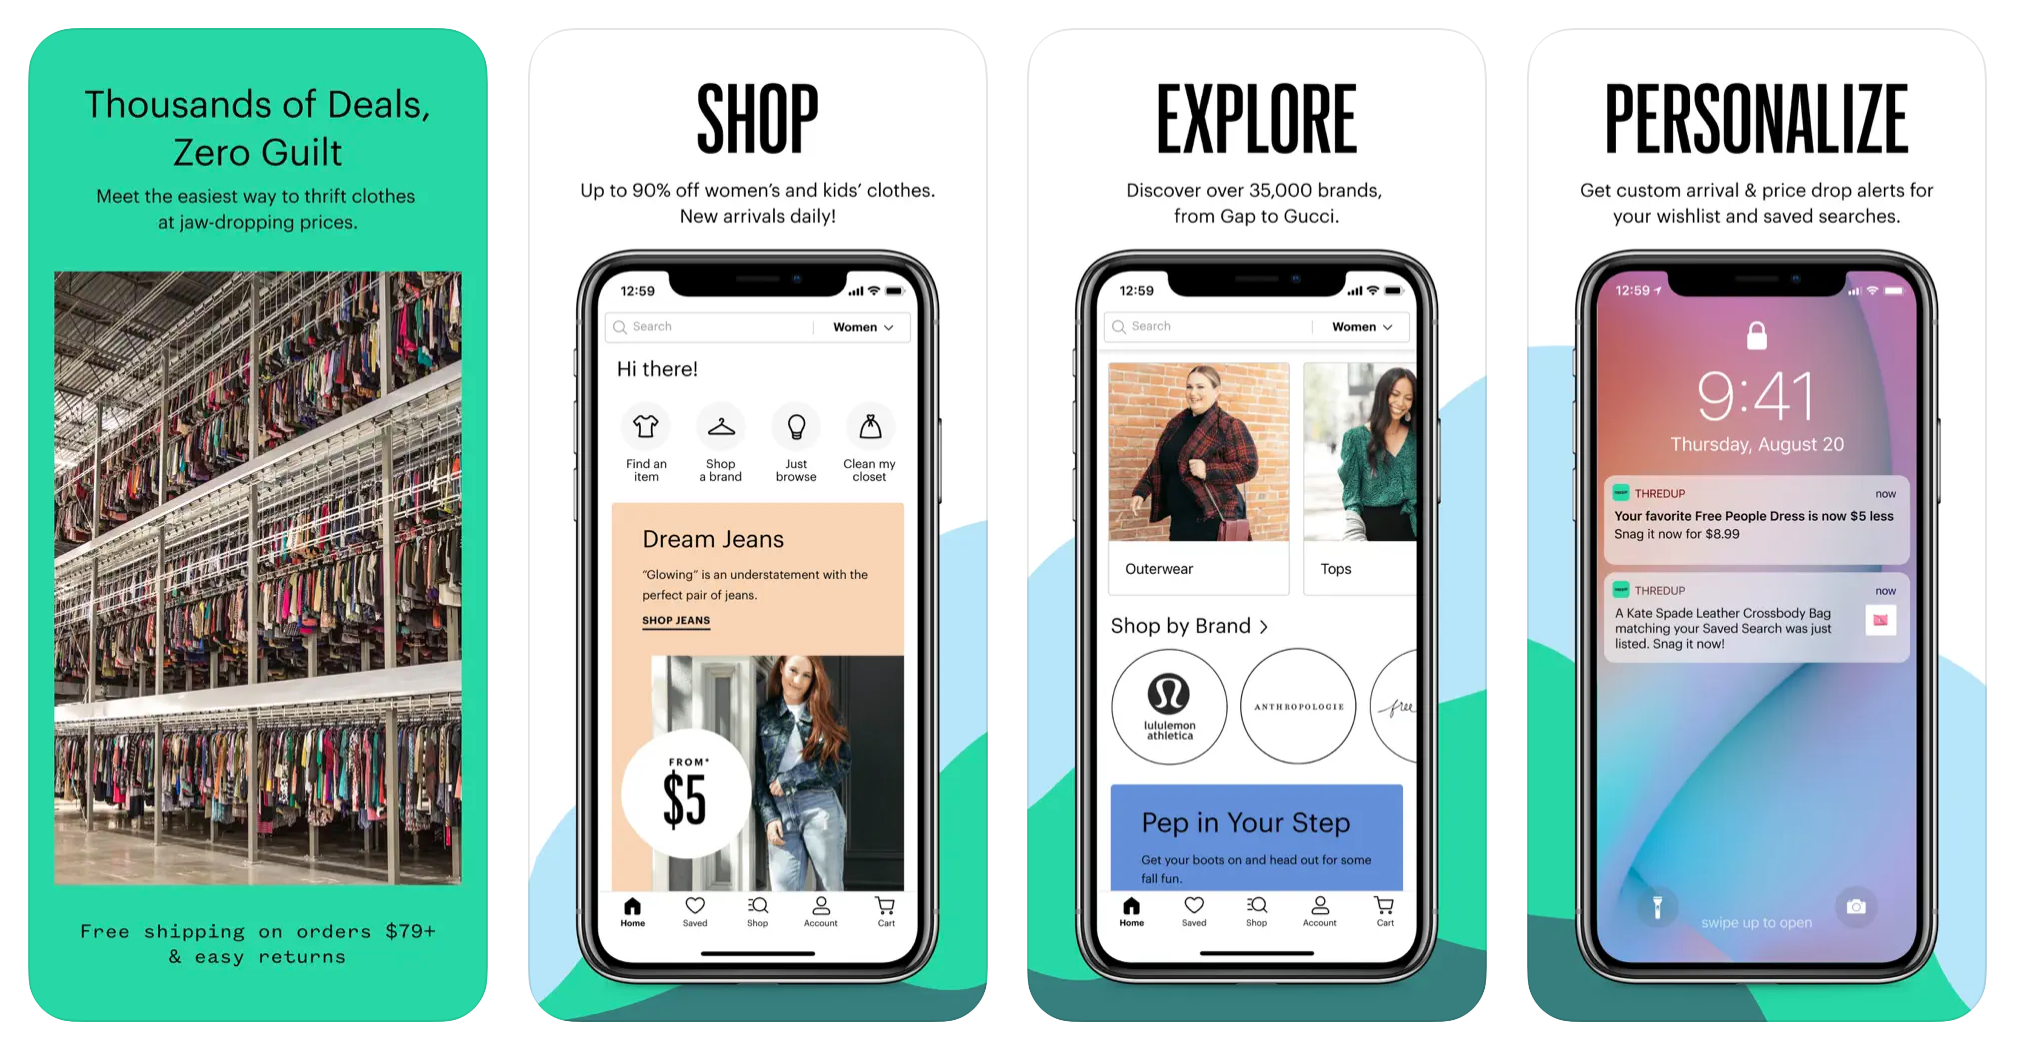 Thousands of Deals,
Zero Guilt
Meet the easiest way to thrift clothes
at jaw-dropping prices.
Free shipping on orders $79+
& easy returns
SHOP
Up to 90% off women's and kids' clothes.
New arrivals daily!
12:59
Search
Women
Hi there!
Find an
item
Shop
a brand
Just
browse
Clean my
closet
Dream Jeans
"Glowing" is an understatement with the
perfect pair of jeans.
SHOP JEANS
FROM*
$5
Home
Saved
Shop
Account
Cart
EXPLORE
Discover over 35,000 brands,
from Gap to Gucci.
12:59
Search
Women
Outerwear
Tops
Shop by Brand
lululemon
athletica
ANTHROPOLOGIE
free
Pep in Your Step
Get your boots on and head out for some
fall fun.
Home
Saved
Shop
Account
Cart
PERSONALIZE
Get custom arrival & price drop alerts for
your wishlist and saved searches.
12:59
9:41
Thursday, August 20
THREDUP
now
Your favorite Free People Dress is now $5 less
Snag it now for $8.99
THREDUP
now
A Kate Spade Leather Crossbody Bag
matching your Saved Search was just
listed. Snag it now!
swipe up to open